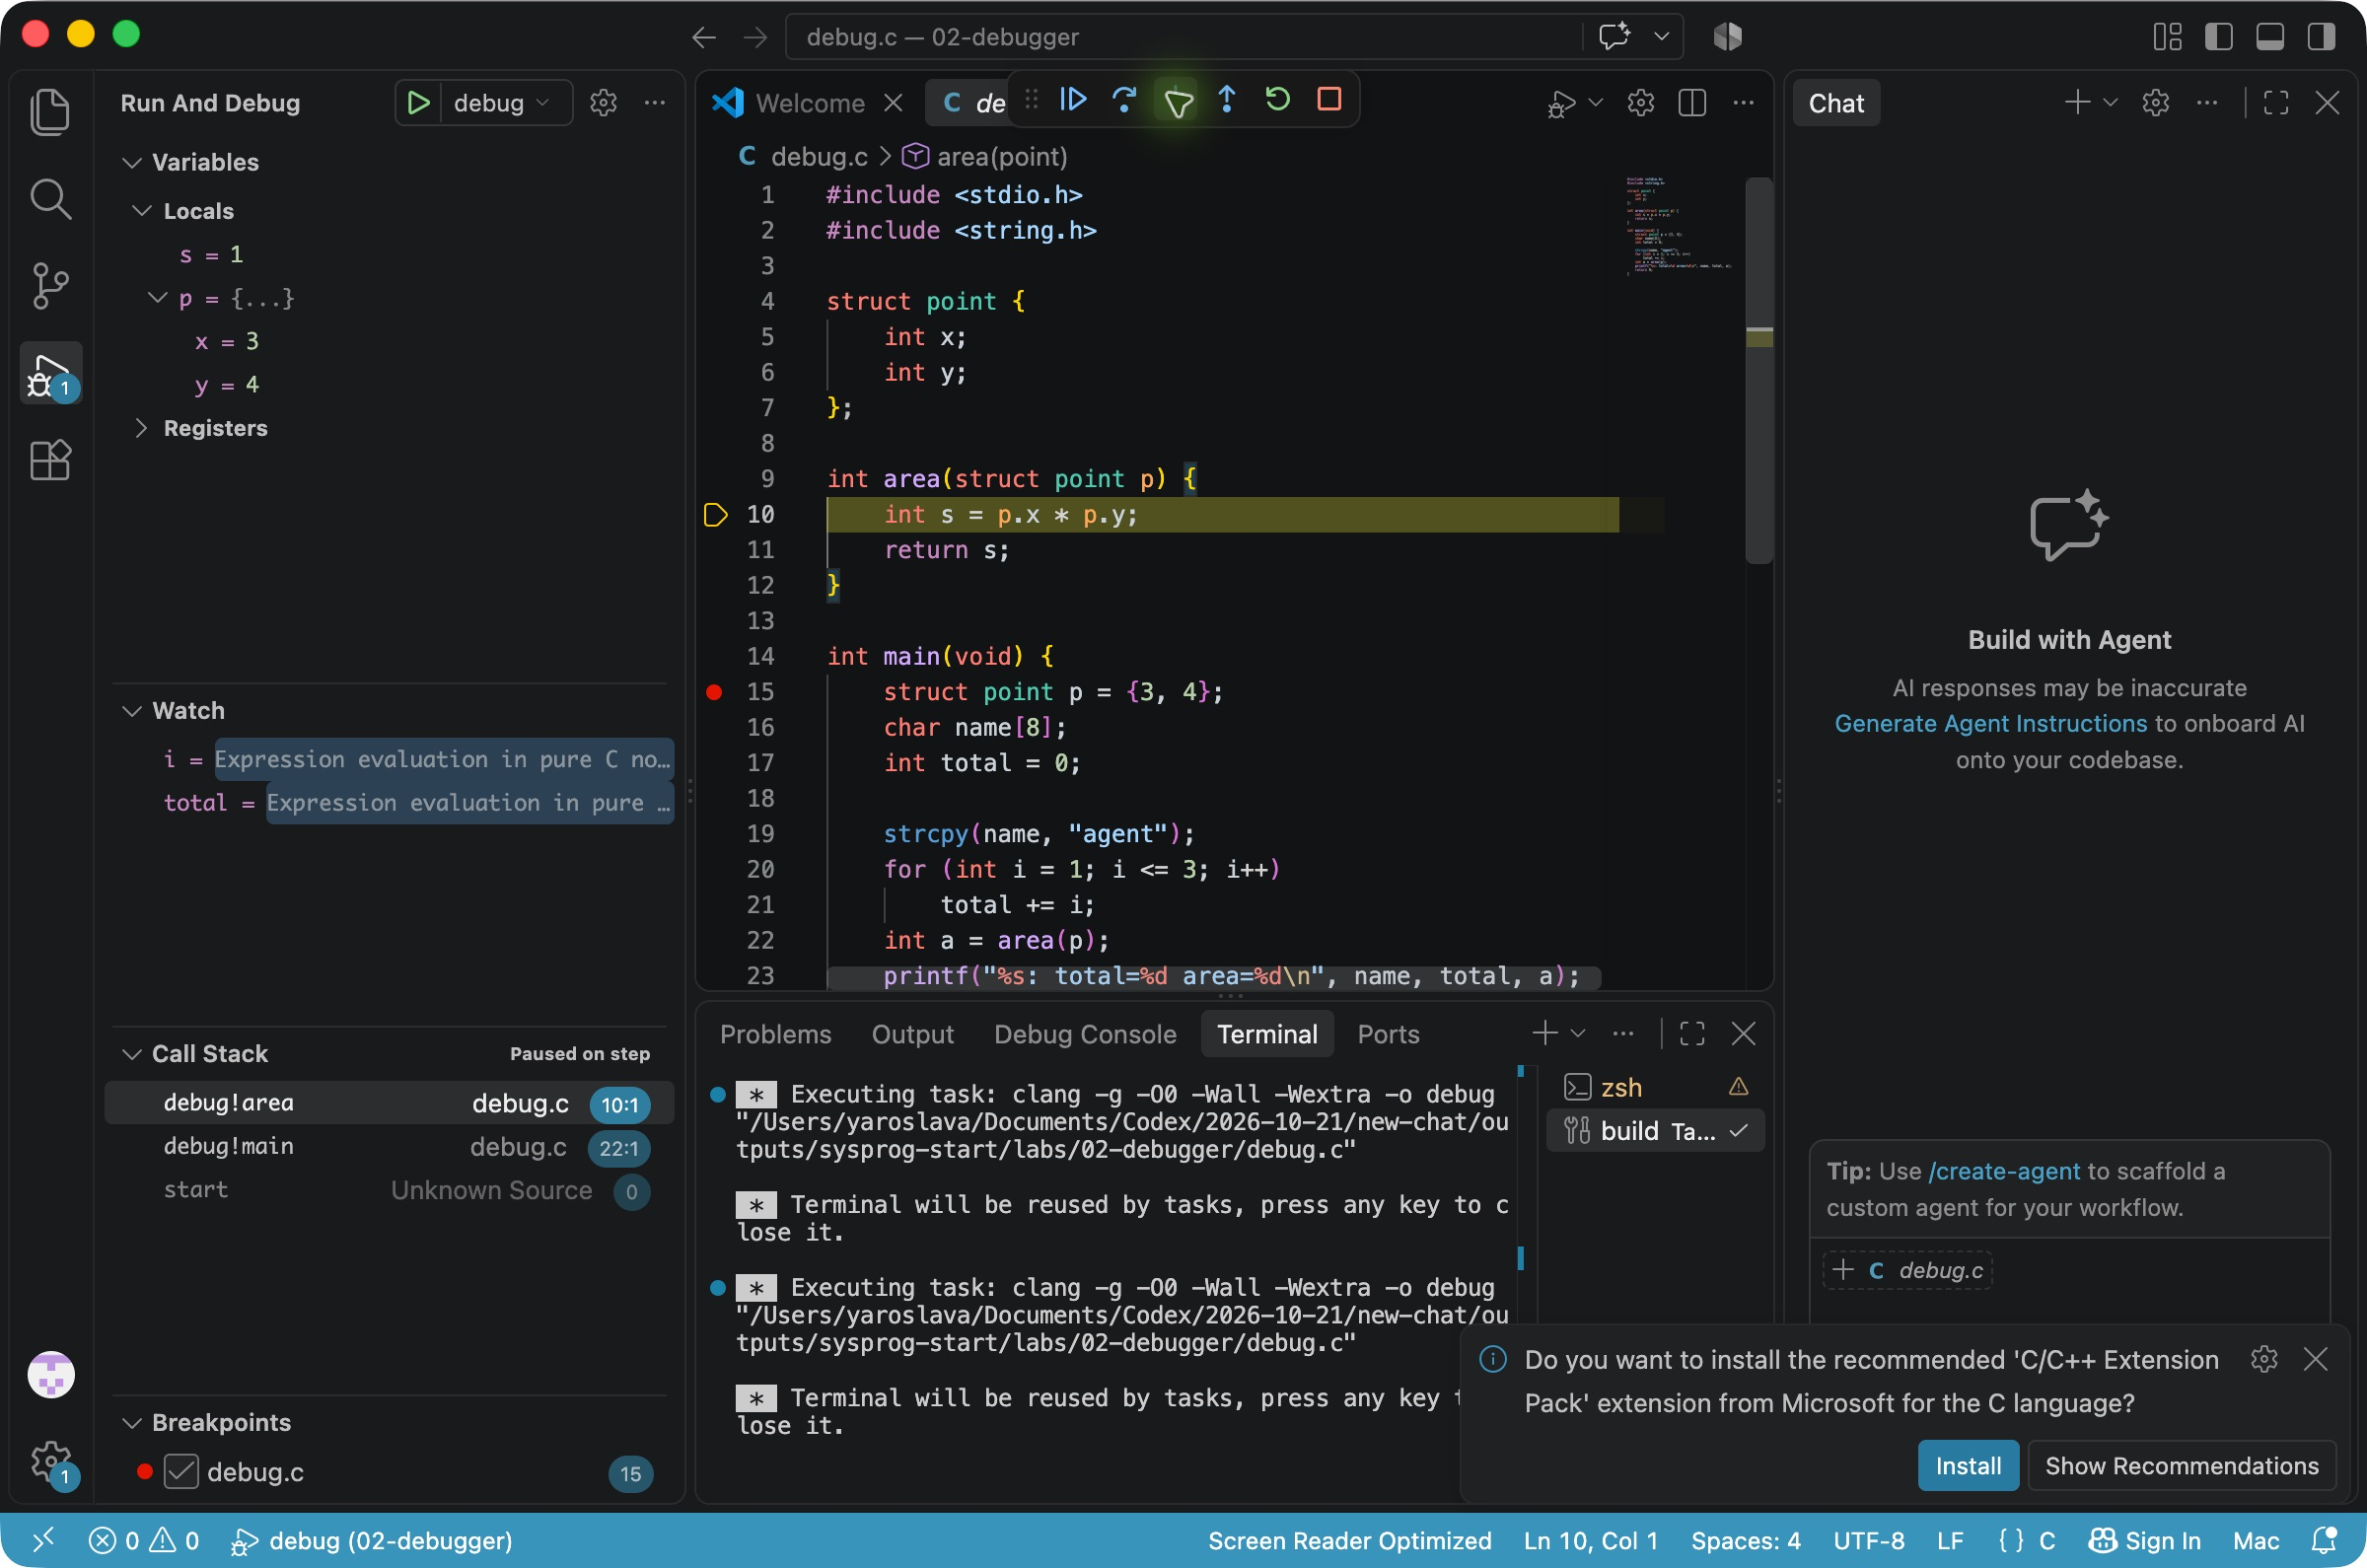 debug.c — 02-debugger
Run And Debug
debug
Variables
Locals
s = 1
p = {...}
x = 3
y = 4
Registers
Watch
i = Expression evaluation in pure C no…
total = Expression evaluation in pure …
Call Stack
Paused on step
debug!area debug.c 10:1
debug!main debug.c 22:1
start Unknown Source 0
Breakpoints
debug.c 15
1
1
Welcome
C de
C debug.c > area(point)
1 #include <stdio.h>
2 #include <string.h>
3
4 struct point {
5 int x;
6 int y;
7 };
8
9 int area(struct point p) {
10 int s = p.x * p.y;
11 return s;
12 }
13
14 int main(void) {
15 struct point p = {3, 4};
16 char name[8];
17 int total = 0;
18
19 strcpy(name, "agent");
20 for (int i = 1; i <= 3; i++)
21 total += i;
22 int a = area(p);
23 printf("%s: total=%d area=%d\n", name, total, a);
Problems Output Debug Console Terminal Ports
* Executing task: clang -g -O0 -Wall -Wextra -o debug
"/Users/yaroslava/Documents/Codex/2026-10-21/new-chat/ou
tputs/sysprog-start/labs/02-debugger/debug.c"
* Terminal will be reused by tasks, press any key to c
lose it.
* Executing task: clang -g -O0 -Wall -Wextra -o debug
"/Users/yaroslava/Documents/Codex/2026-10-21/new-chat/ou
tputs/sysprog-start/labs/02-debugger/debug.c"
* Terminal will be reused by tasks, press any key
lose it.
zsh
build Ta...
Chat
Build with Agent
AI responses may be inaccurate
Generate Agent Instructions to onboard AI
onto your codebase.
Tip: Use /create-agent to scaffold a
custom agent for your workflow.
C debug.c
Do you want to install the recommended 'C/C++ Extension
Pack' extension from Microsoft for the C language?
Install
Show Recommendations
0 0 debug (02-debugger) Screen Reader Optimized Ln 10, Col 1 Spaces: 4 UTF-8 LF {} C Sign In Mac